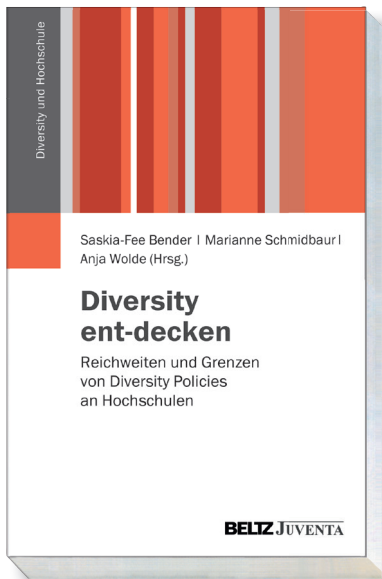 Diversity und Hochschule
Saskia-Fee Bender | Marianne Schmidbaur|
Anja Wolde (Hrsg.)
Diversity
ent-decken
Reichweiten und Grenzen
von Diversity Policies
an Hochschulen
BELTZ JUVENTA